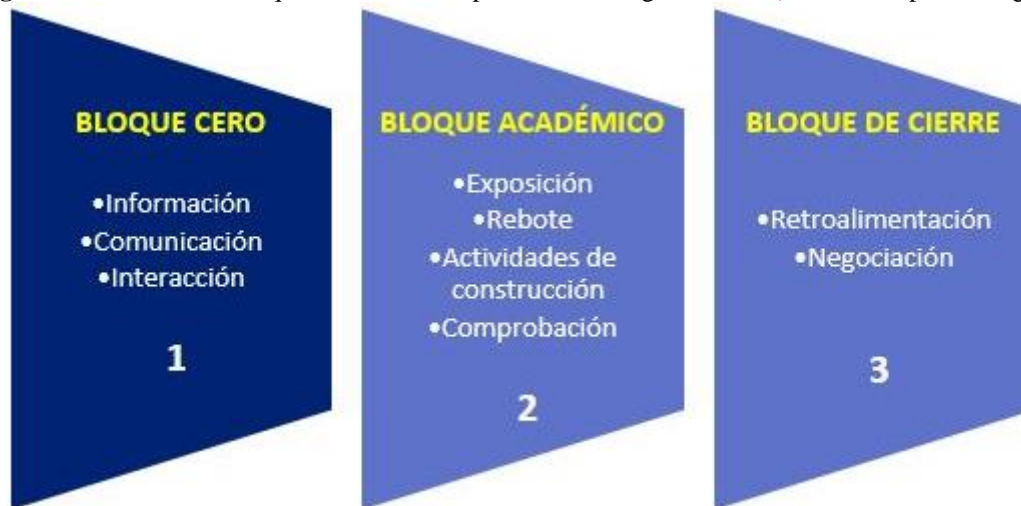 BLOQUE CERO
•Información
•Comunicación
•Interacción
1
BLOQUE ACADÉMICO
•Exposición
•Rebote
•Actividades de
construcción
•Comprobación
2
BLOQUE DE CIERRE
•Retroalimentación
•Negociación
3